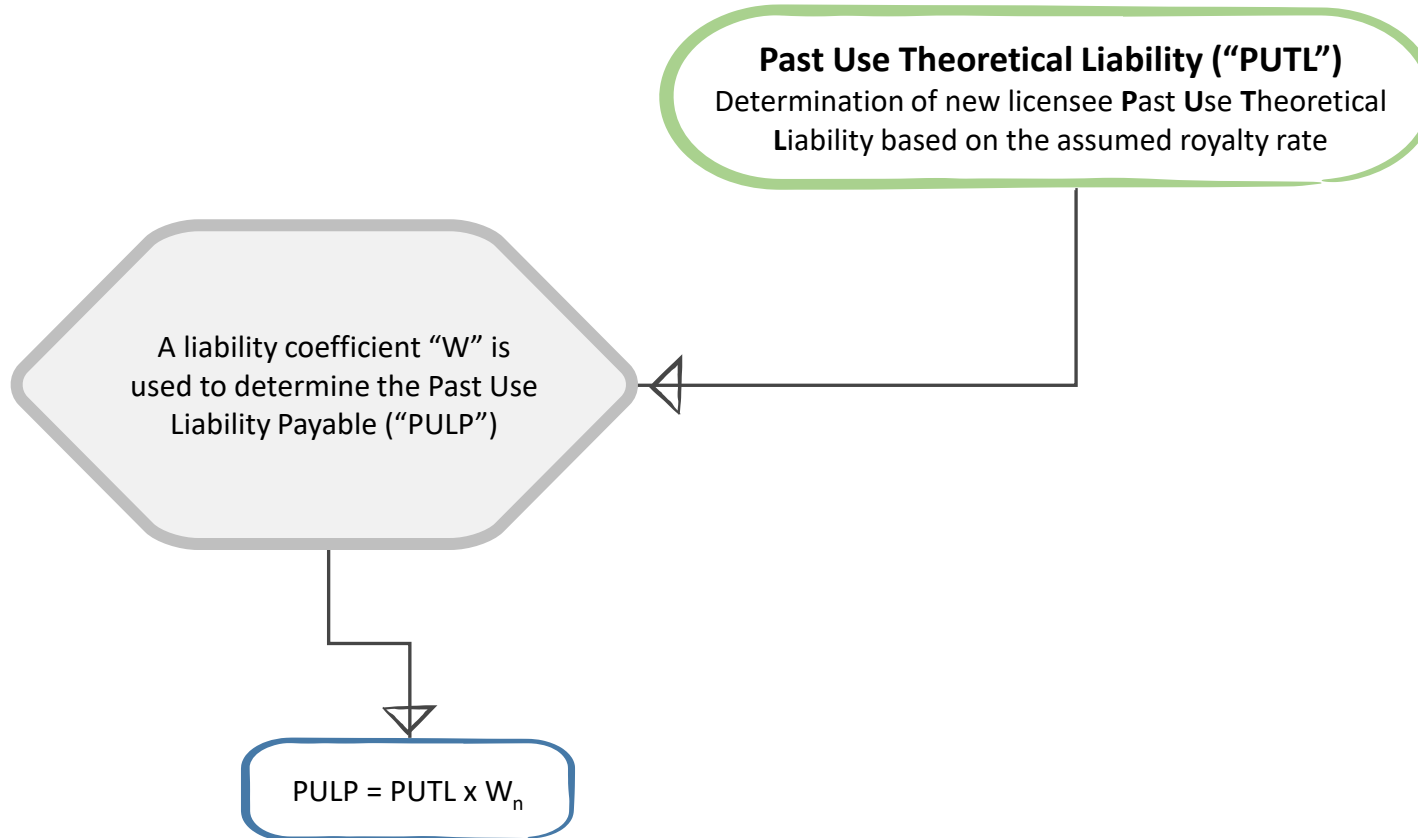 Past Use Theoretical Liability (“PUTL”)
Determination of new licensee Past Use Theoretical
Liability based on the assumed royalty rate
A liability coefficient “W” is
used to determine the Past Use
Liability Payable (“PULP”)
PULP = PUTL x Wₙ